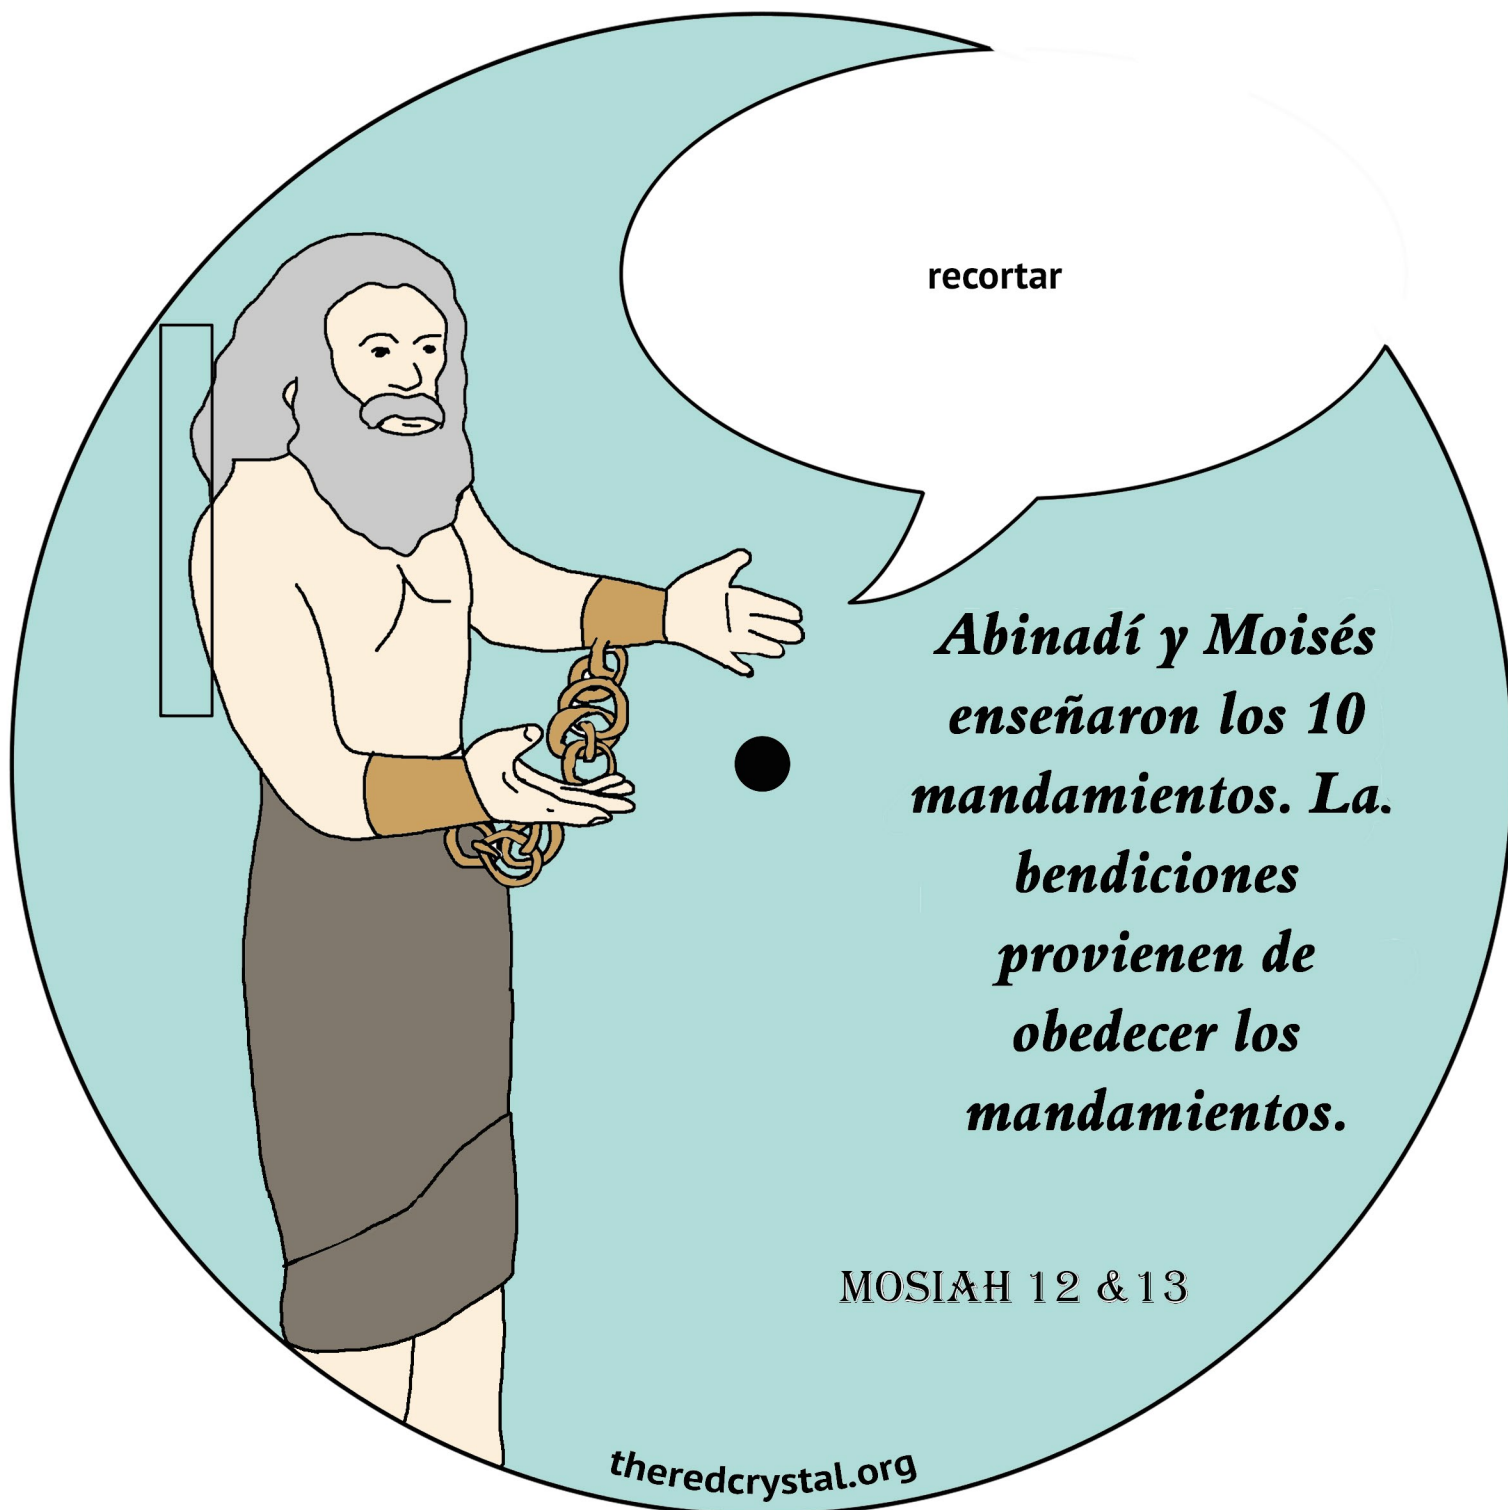 recortar
Abinadí y Moisés
enseñaron los 10
mandamientos. La.
bendiciones
provienen de
obedecer los
mandamientos.
MOSIAH 12 &13
theredcrystal.org